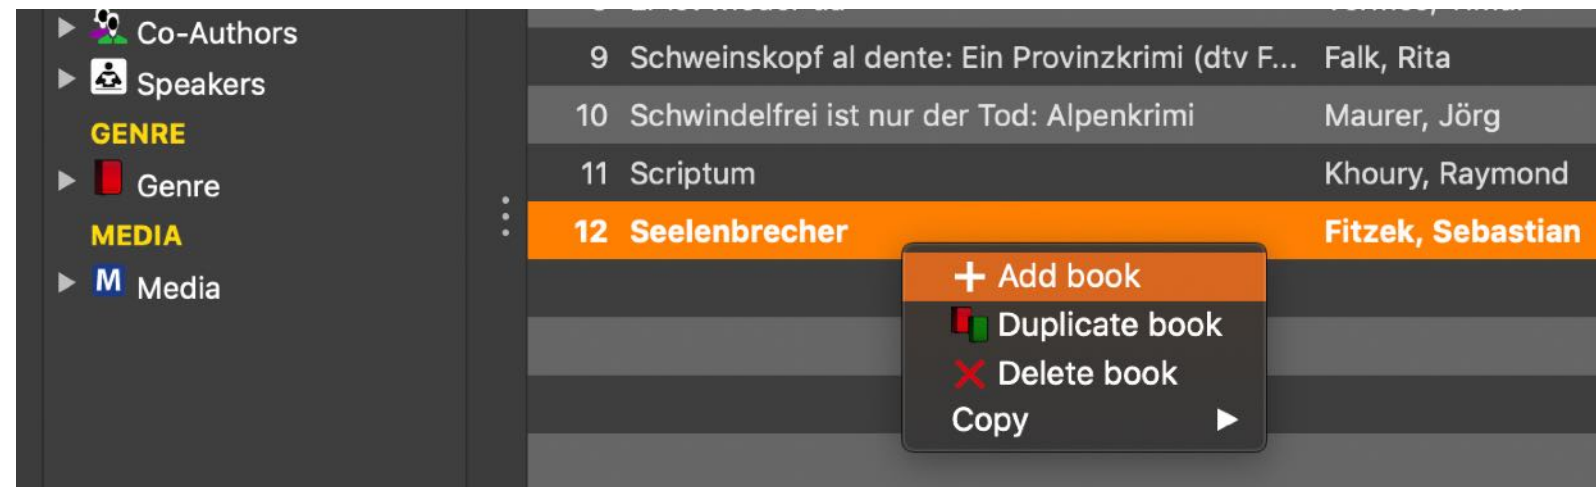 Co-Authors
Speakers
GENRE
Genre
MEDIA
M Media
9 Schweinskopf al dente: Ein Provinzkrimi (dtv F... Falk, Rita
10 Schwindelfrei ist nur der Tod: Alpenkrimi Maurer, Jörg
11 Scriptum Khoury, Raymond
12 Seelenbrecher Fitzek, Sebastian
Add book
Duplicate book
Delete book
Copy